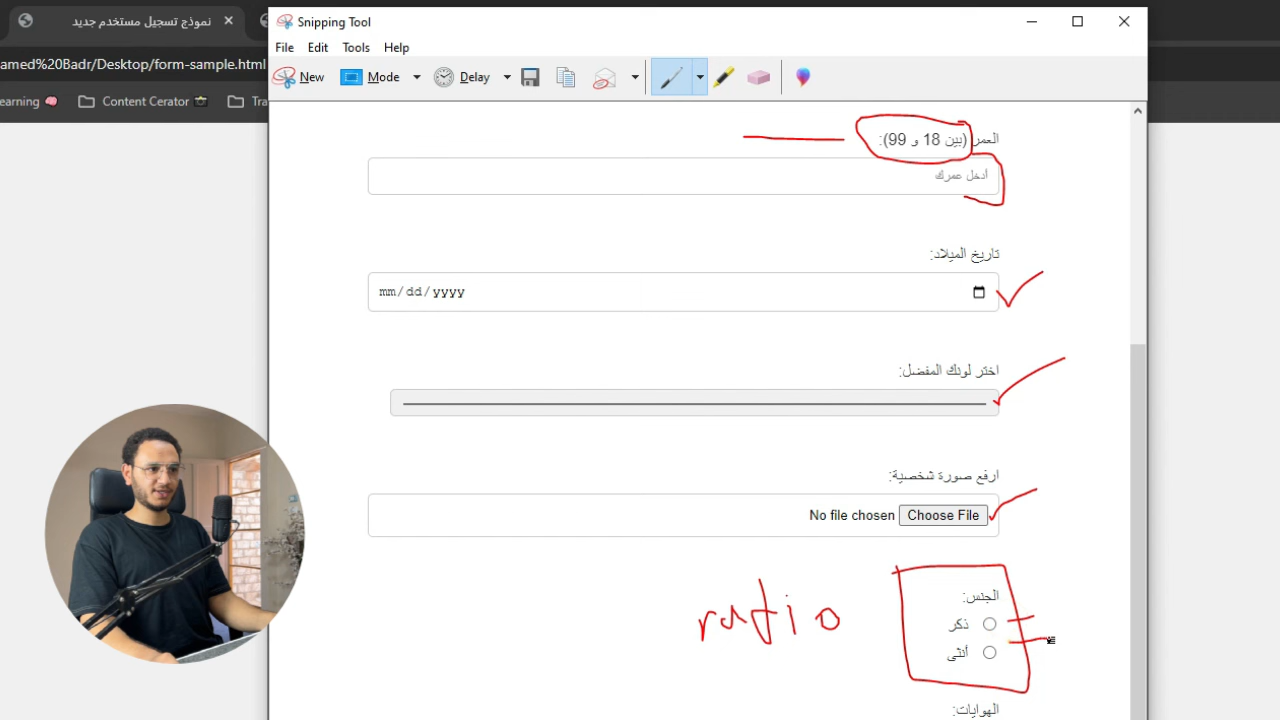 نموذج تسجيل مستخدم جديد
Snipping Tool
File Edit Tools Help
amed%20Badr/Desktop/form-sample.html
New Mode Delay
earning Content Cerator Tra
العمر (بين 18 و 99):
أدخل عمرك
تاريخ الميلاد:
mm/dd/yyyy
اختر لونك المفضل:
ارفع صورة شخصية:
Choose File No file chosen
الجنس:
ratio
ذكر
أنثى
الهوايات: